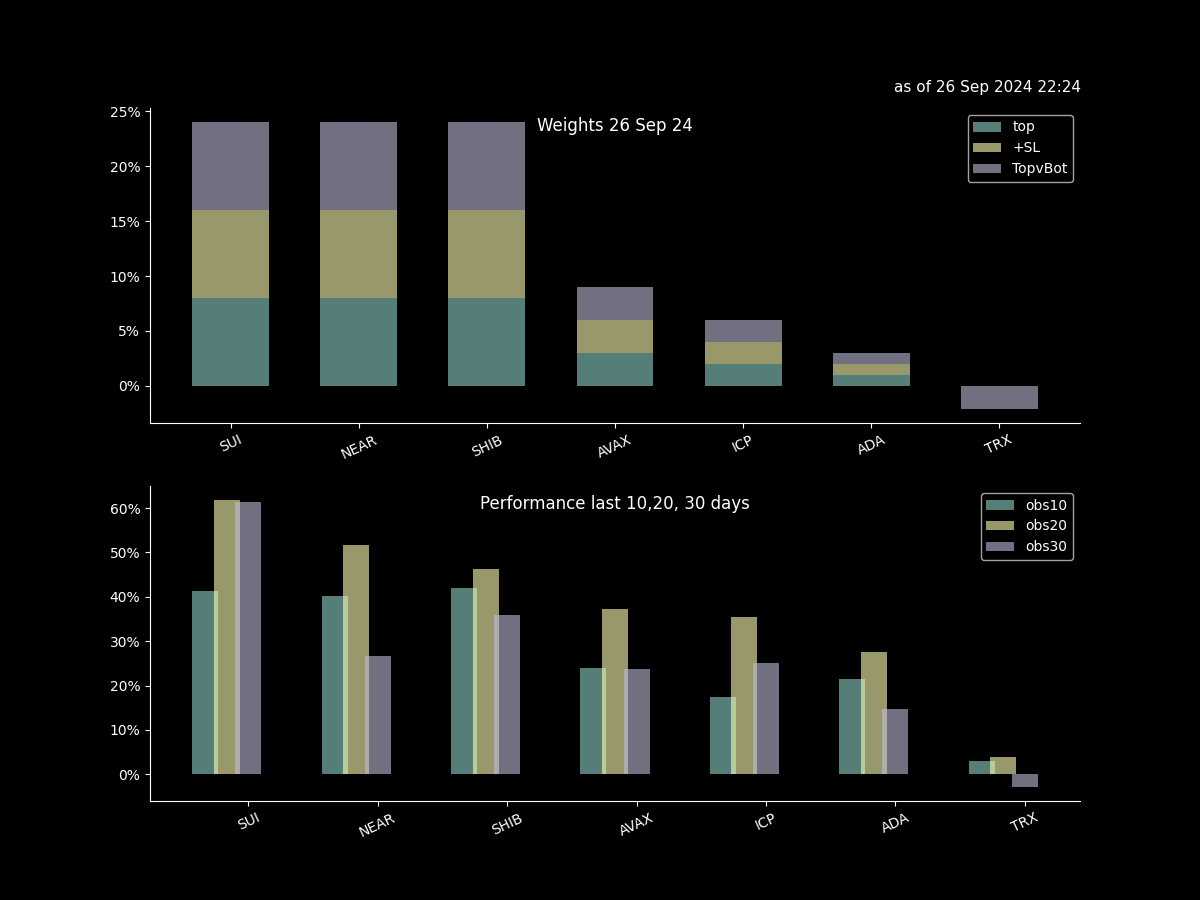 as of 26 Sep 2024 22:24
Weights 26 Sep 24
25%
20%
15%
10%
5%
0%
top
+SL
TopvBot
SUI NEAR SHIB AVAX ICP ADA TRX
Performance last 10,20, 30 days
60%
50%
40%
30%
20%
10%
0%
obs10
obs20
obs30
SUI NEAR SHIB AVAX ICP ADA TRX